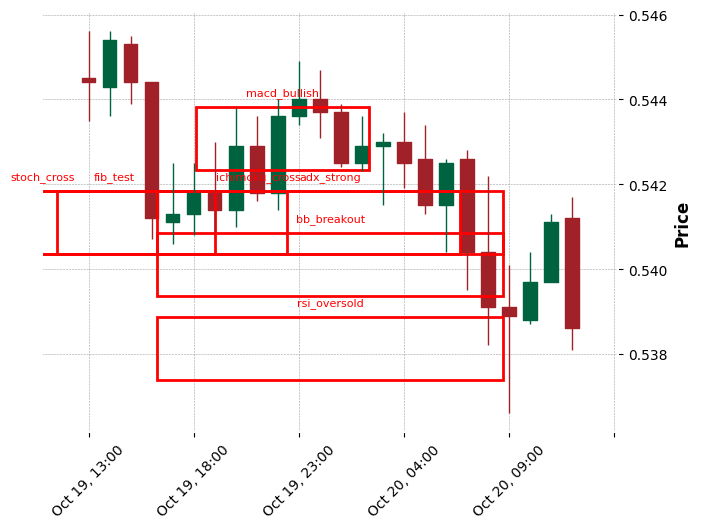 0.546
macd_bullish
0.544
stoch_cross fib_test adx_strong
0.542
bb_breakout
Price
0.540
rsi_oversold
0.538
Oct 19, 13:00
Oct 19, 18:00
Oct 19, 23:00
Oct 20, 04:00
Oct 20, 09:00